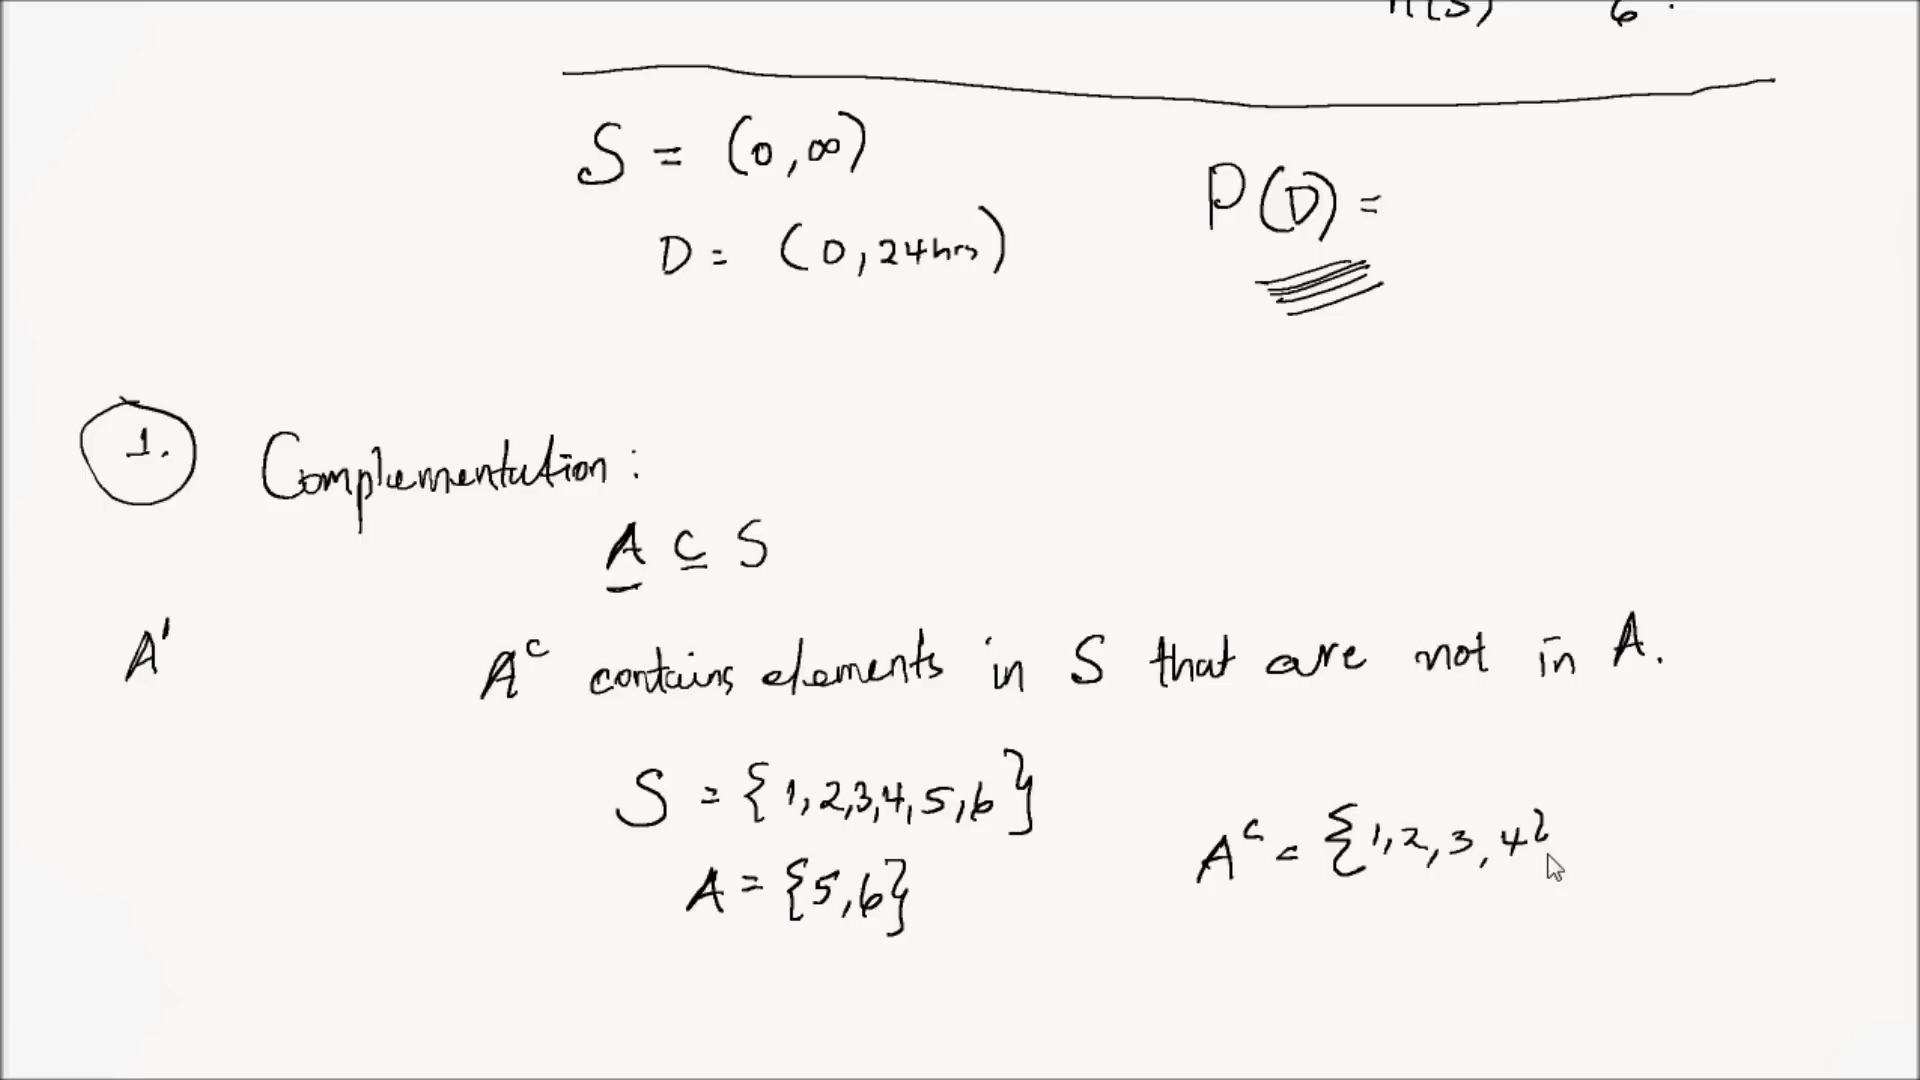 n(S) 6.
S = (0, ∞)
P(D) =
D = (0, 24hrs)
1. Complementation:
A ⊆ S
A' A^c contains elements in S that are not in A.
S = {1, 2, 3, 4, 5, 6}
A^c = {1, 2, 3, 4}
A = {5, 6}